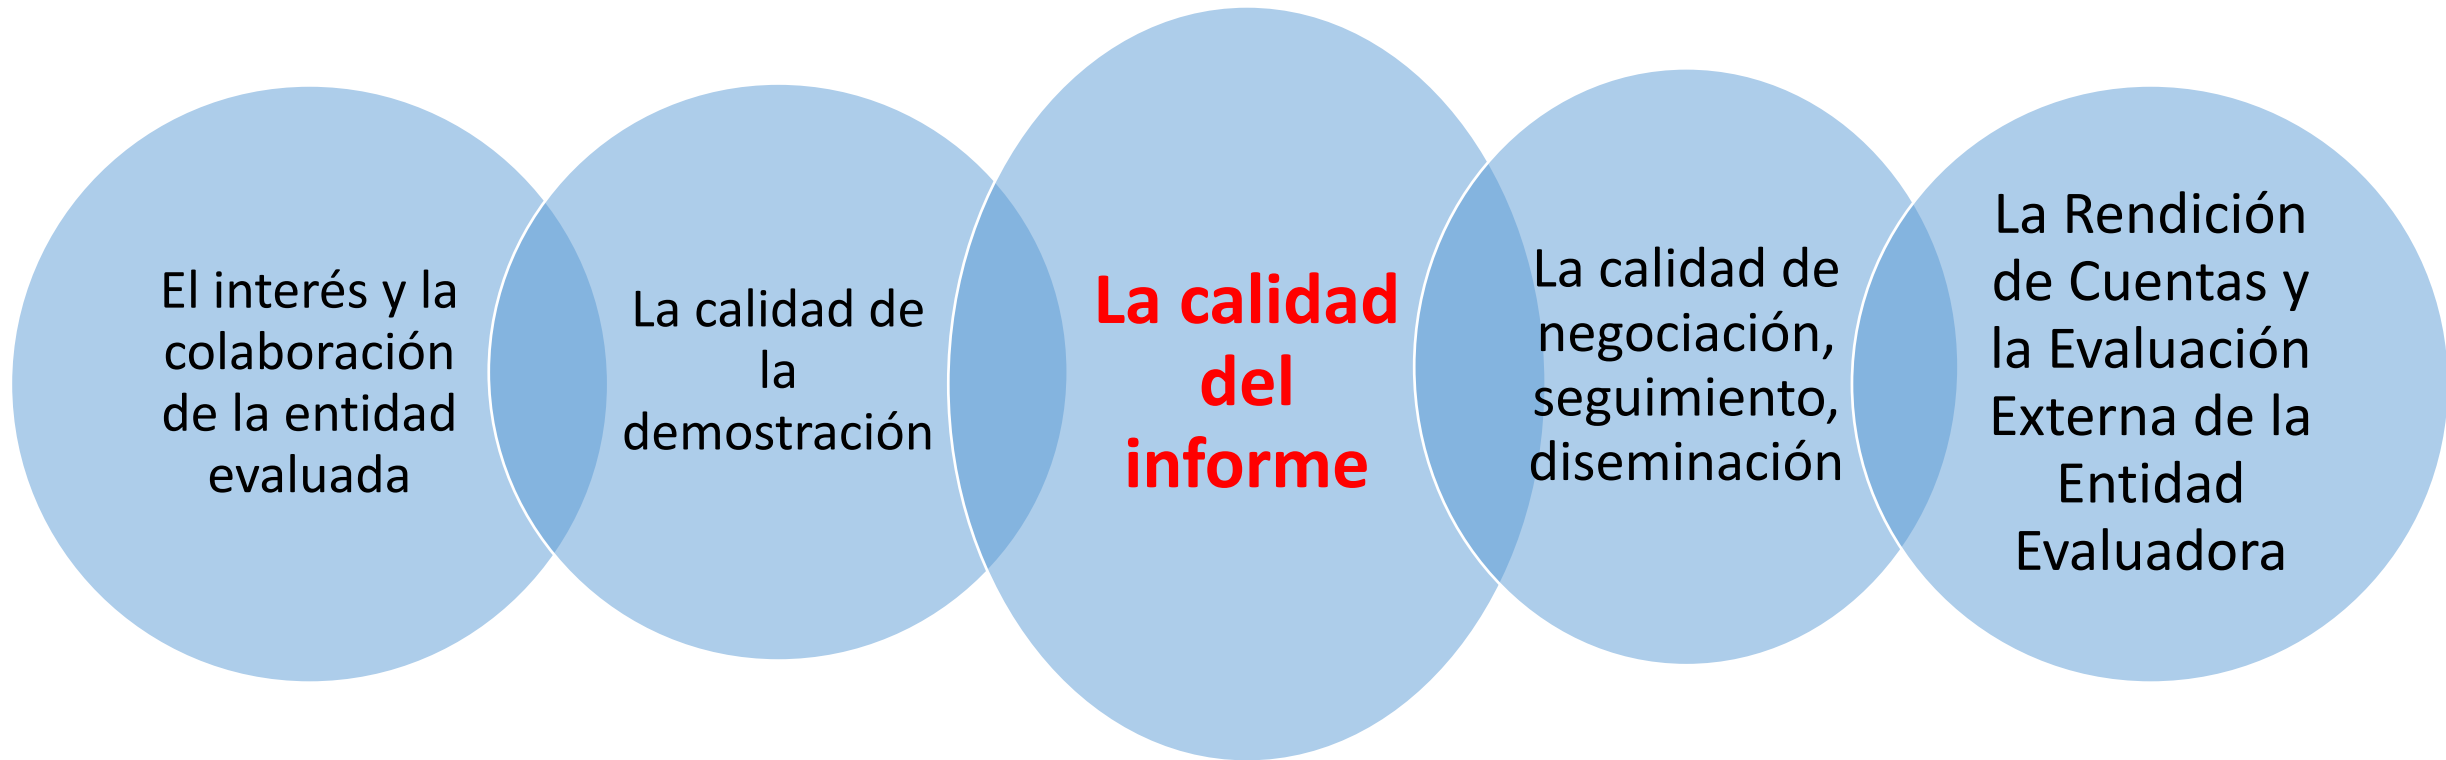 El interés y la
colaboración
de la entidad
evaluada
La calidad de
la
demostración
La calidad
del
informe
La calidad de
negociación,
seguimiento,
diseminación
La Rendición
de Cuentas y
la Evaluación
Externa de la
Entidad
Evaluadora